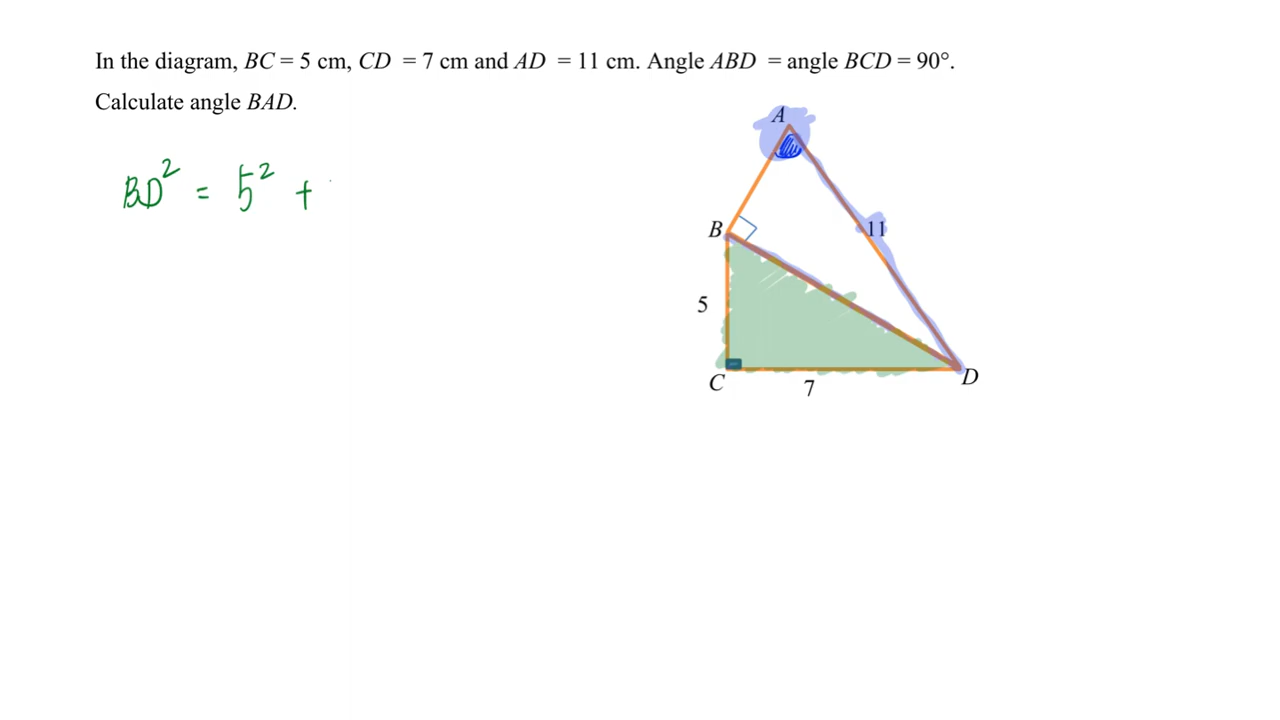 In the diagram, BC = 5 cm, CD = 7 cm and AD = 11 cm. Angle ABD = angle BCD = 90°.
Calculate angle BAD.
BD² = 5² +
A
B
11
5
C
7
D